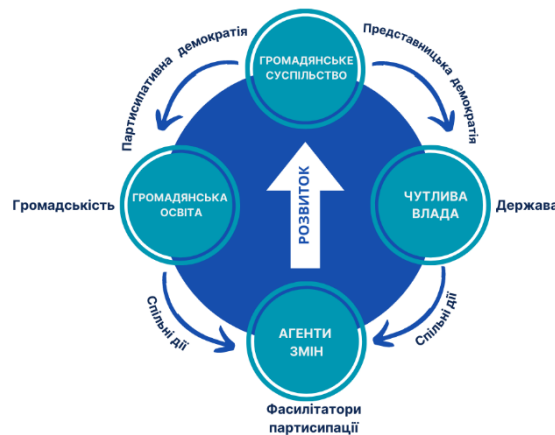 Партисипативна демократія
Представницька демократія
ГРОМАДЯНСЬКЕ
СУСПІЛЬСТВО
Громадськість
ГРОМАДЯНСЬКА
ОСВІТА
РОЗВИТОК
ЧУТЛИВА
ВЛАДА
Держава
Спільні дії
Спільні дії
АГЕНТИ
ЗМІН
Фасилітатори
партисипації